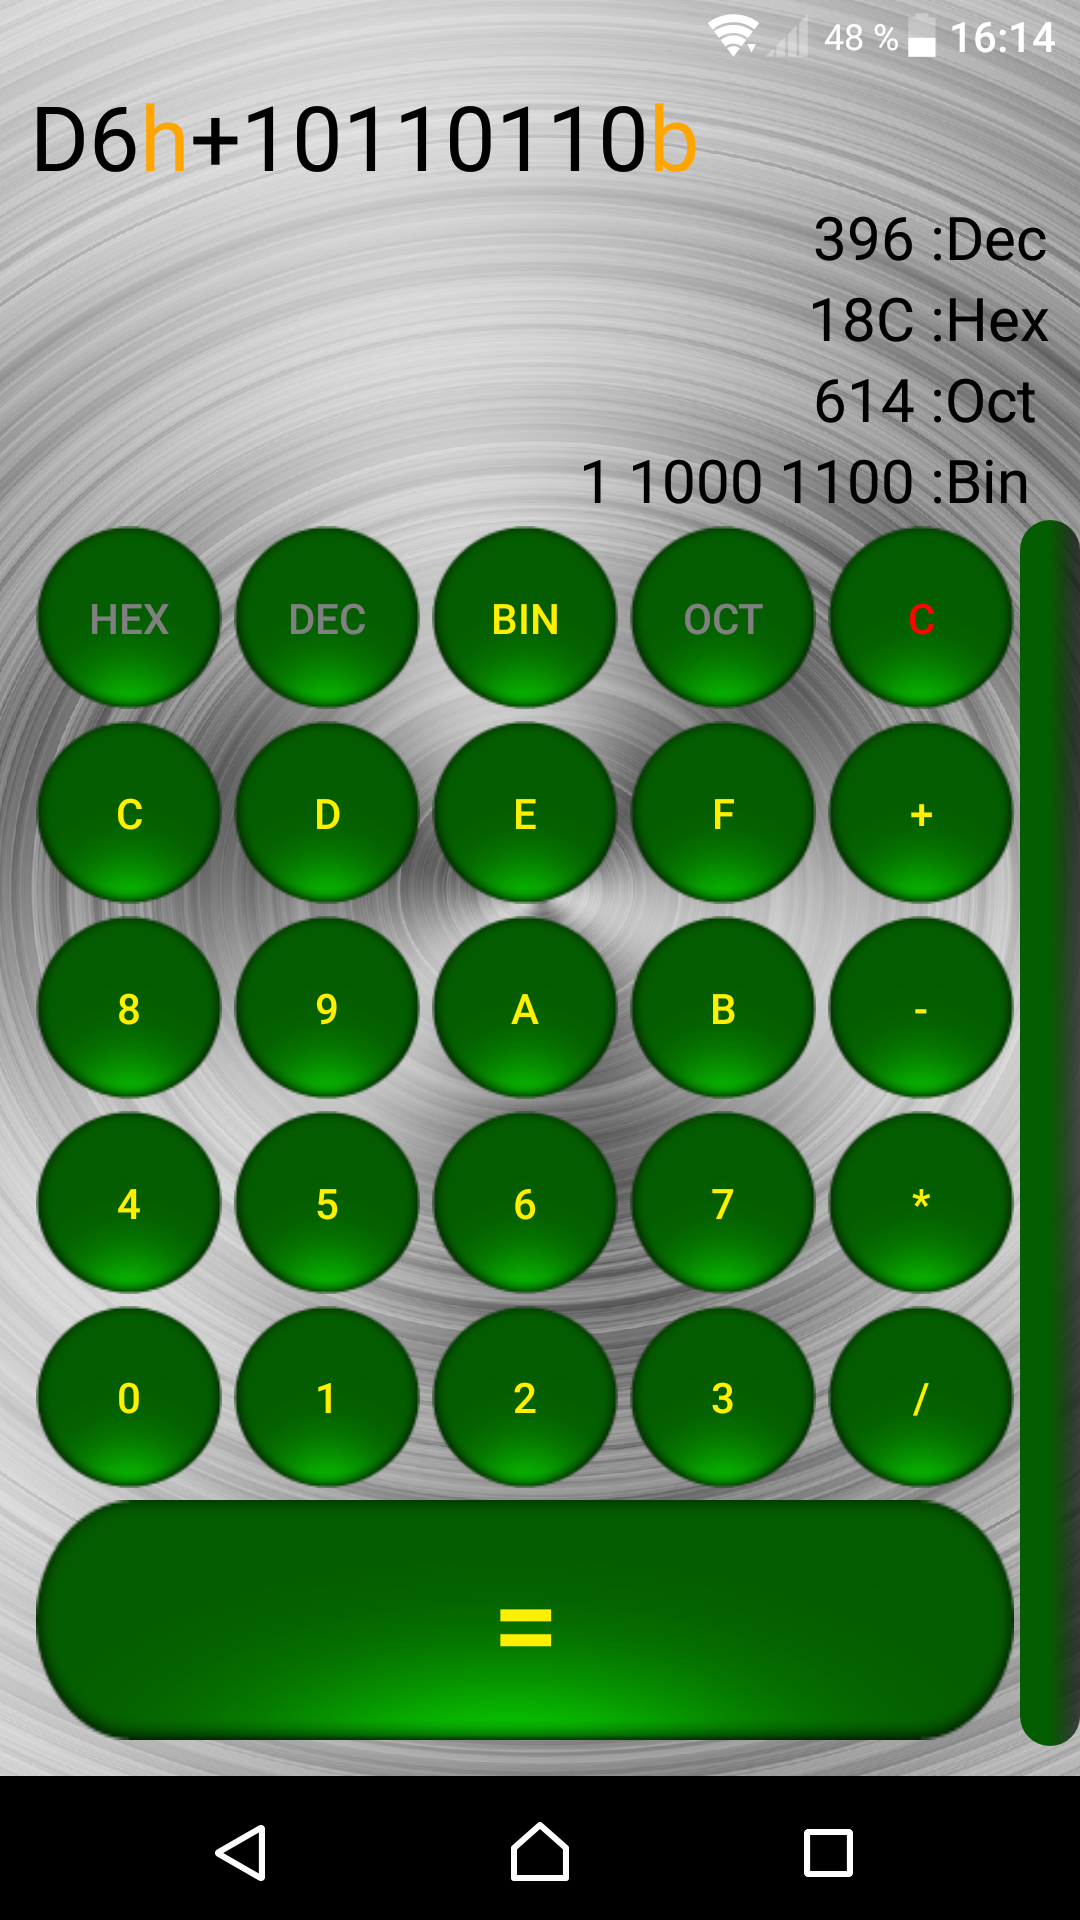 48 % 16:14
D6h+10110110b
396 :Dec
18C :Hex
614 :Oct
1 1000 1100 :Bin
HEX DEC BIN OCT C
C D E F +
8 9 A B -
4 5 6 7 *
0 1 2 3 /
=